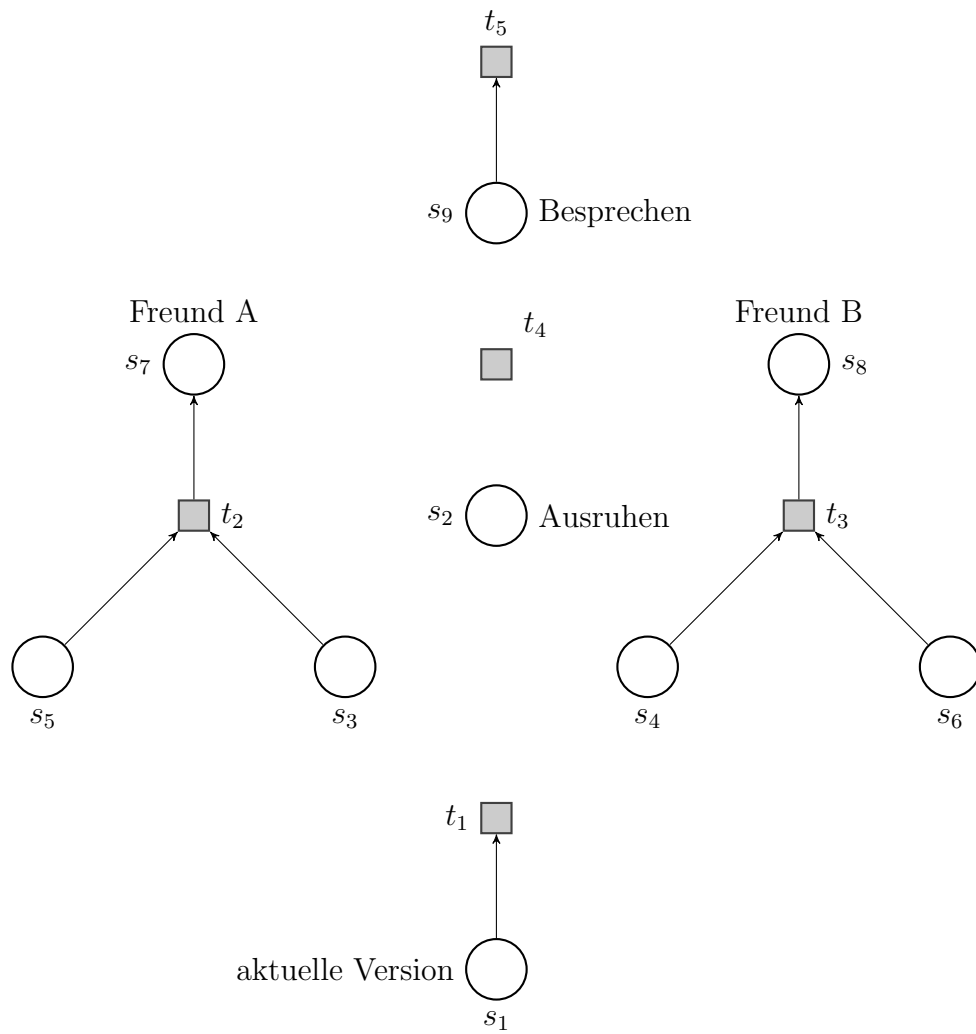 t₅
s₉ Besprechen
Freund A
Freund B
t₄
s₇
s₈
s₂ Ausruhen
t₂
t₃
s₅
s₃
s₄
s₆
t₁
aktuelle Version
s₁